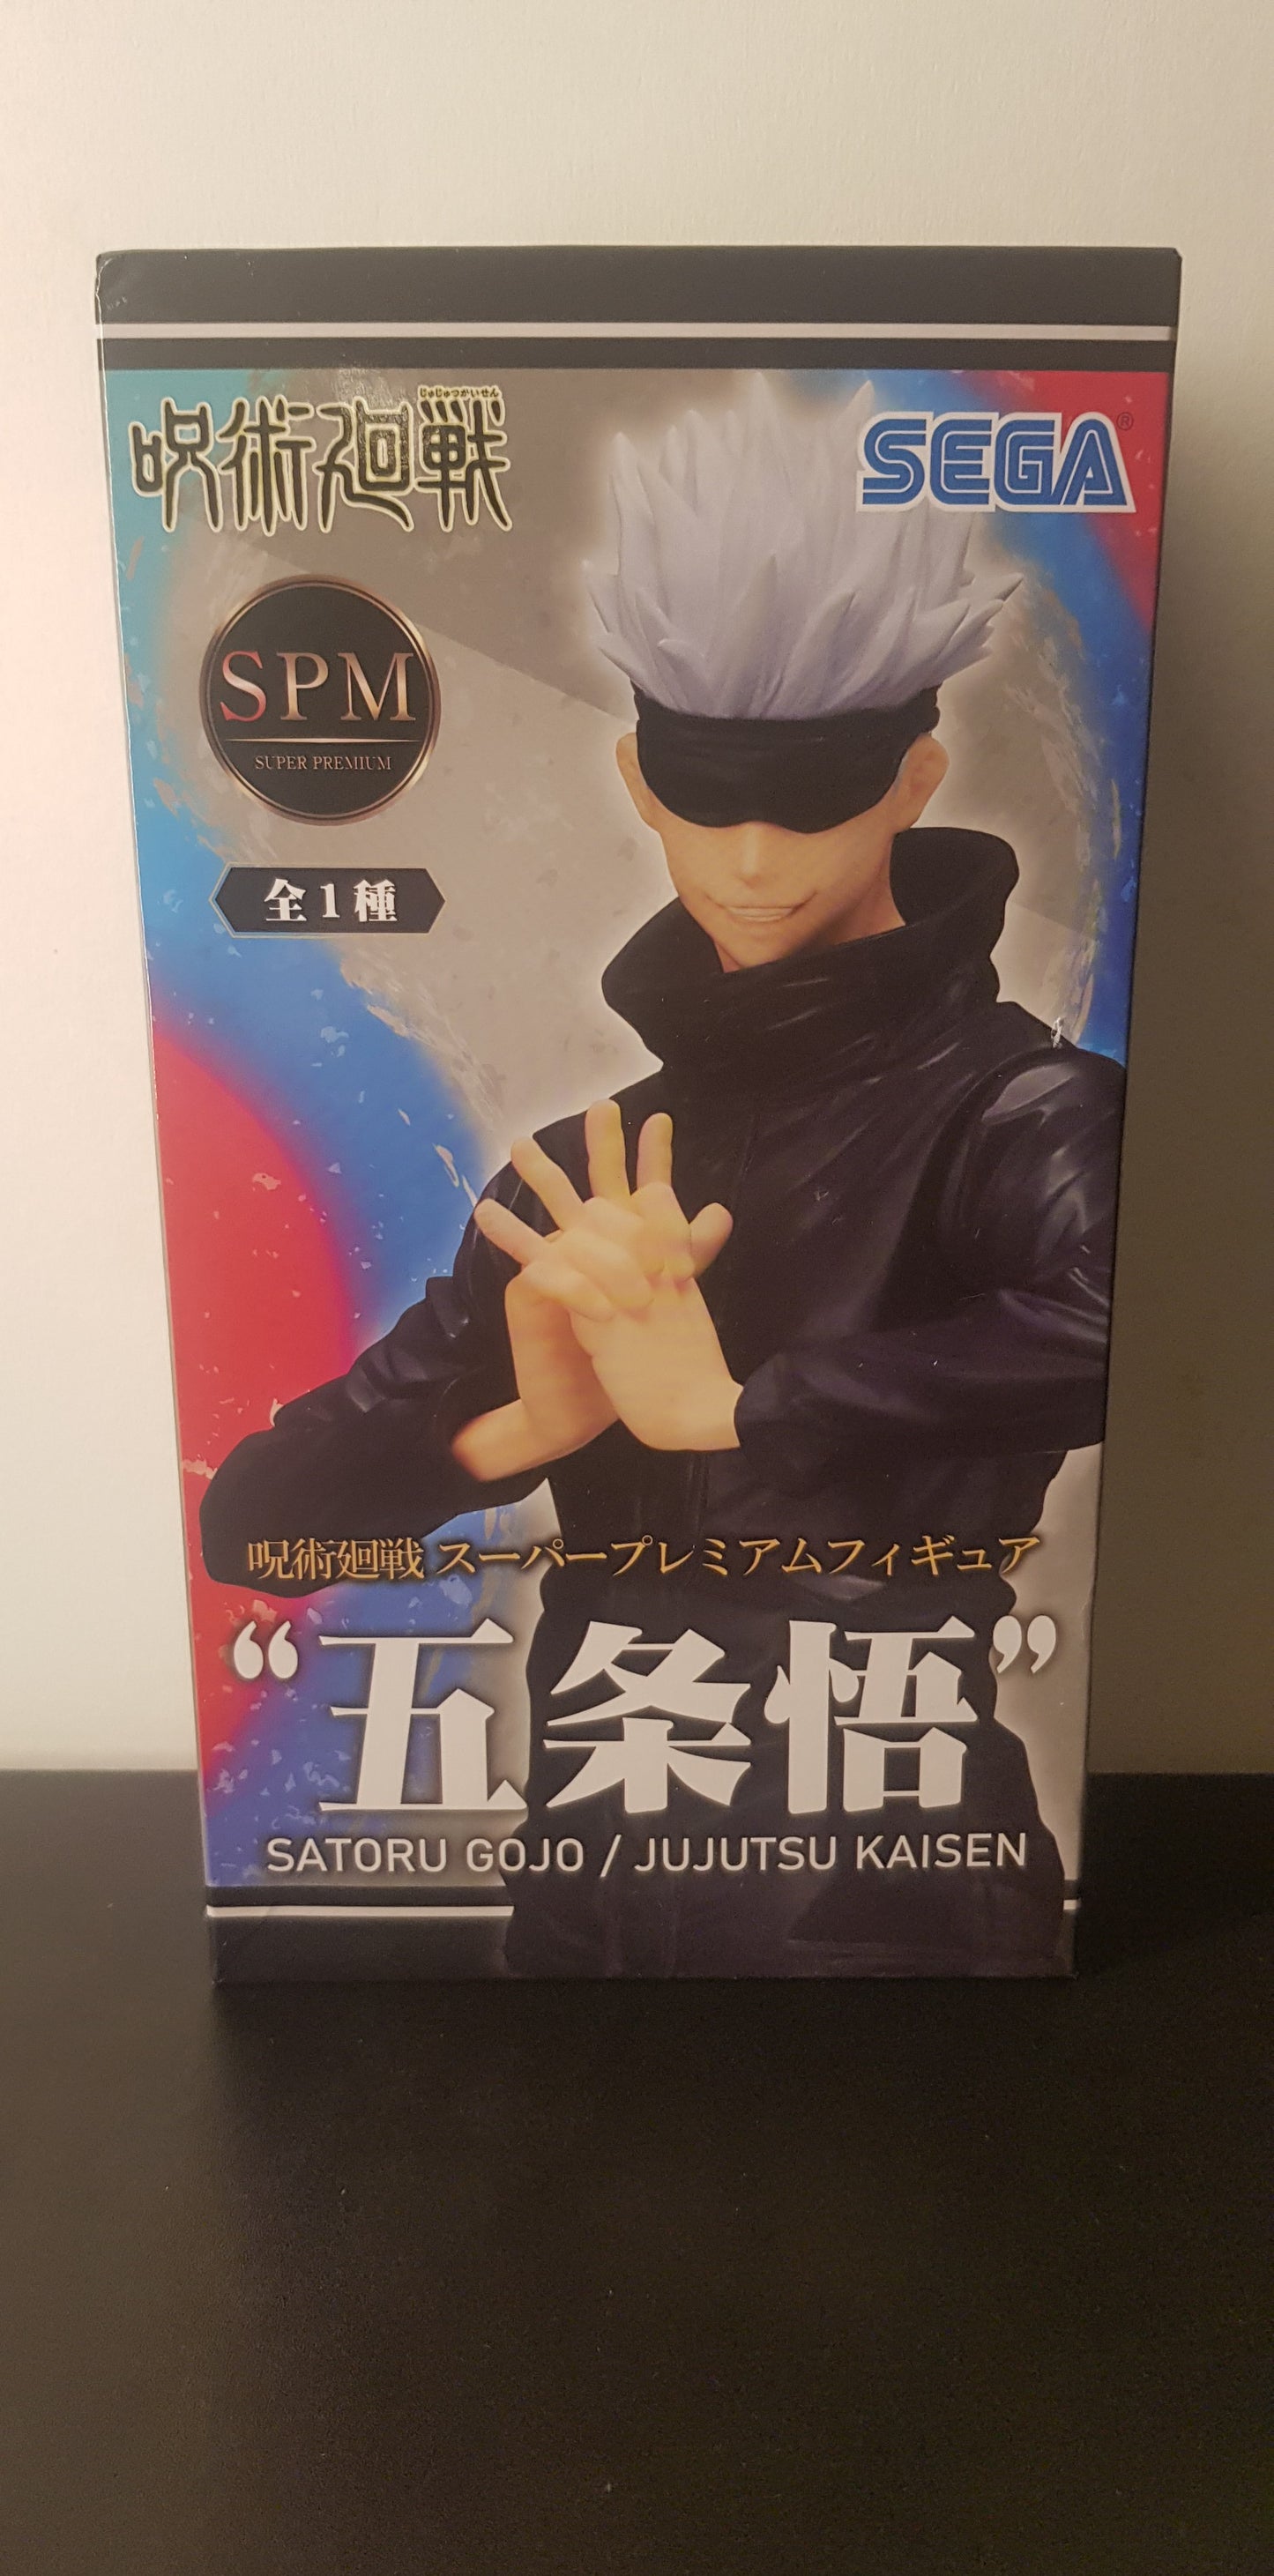 じゅじゅつかいせん
呪術廻戦
SEGA®
SPM
SUPER PREMIUM
全1種
呪術廻戦 スーパープレミアムフィギュア
“五条悟”
SATORU GOJO / JUJUTSU KAISEN